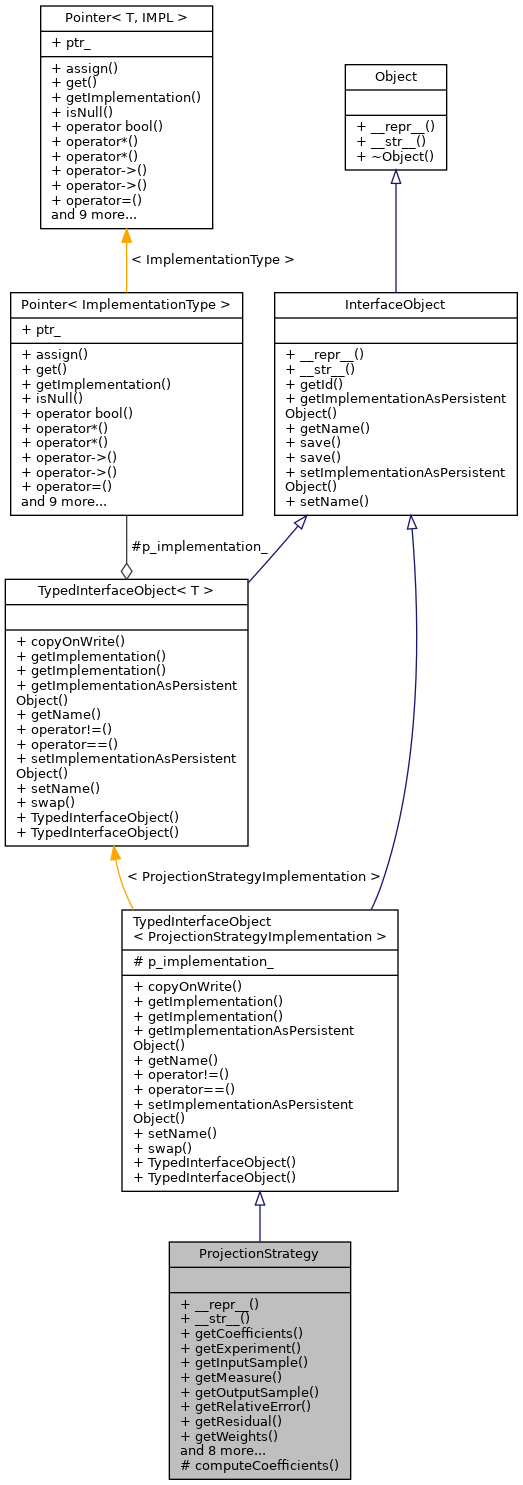 Pointer< T, IMPL >
+ ptr_
+ assign()
+ get()
+ getImplementation()
+ isNull()
+ operator bool()
+ operator*()
+ operator*()
+ operator->()
+ operator->()
+ operator=()
and 9 more...
Object
+ __repr__()
+ __str__()
+ ~Object()
< ImplementationType >
Pointer< ImplementationType >
+ ptr_
+ assign()
+ get()
+ getImplementation()
+ isNull()
+ operator bool()
+ operator*()
+ operator*()
+ operator->()
+ operator->()
+ operator=()
and 9 more...
InterfaceObject
+ __repr__()
+ __str__()
+ getId()
+ getImplementationAsPersistent
Object()
+ getName()
+ save()
+ save()
+ setImplementationAsPersistent
Object()
+ setName()
#p_implementation_
TypedInterfaceObject< T >
+ copyOnWrite()
+ getImplementation()
+ getImplementation()
+ getImplementationAsPersistent
Object()
+ getName()
+ operator!=()
+ operator==()
+ setImplementationAsPersistent
Object()
+ setName()
+ swap()
+ TypedInterfaceObject()
+ TypedInterfaceObject()
< ProjectionStrategyImplementation >
TypedInterfaceObject
< ProjectionStrategyImplementation >
# p_implementation_
+ copyOnWrite()
+ getImplementation()
+ getImplementation()
+ getImplementationAsPersistent
Object()
+ getName()
+ operator!=()
+ operator==()
+ setImplementationAsPersistent
Object()
+ setName()
+ swap()
+ TypedInterfaceObject()
+ TypedInterfaceObject()
ProjectionStrategy
+ __repr__()
+ __str__()
+ getCoefficients()
+ getExperiment()
+ getInputSample()
+ getMeasure()
+ getOutputSample()
+ getRelativeError()
+ getResidual()
+ getWeights()
and 8 more...
# computeCoefficients()